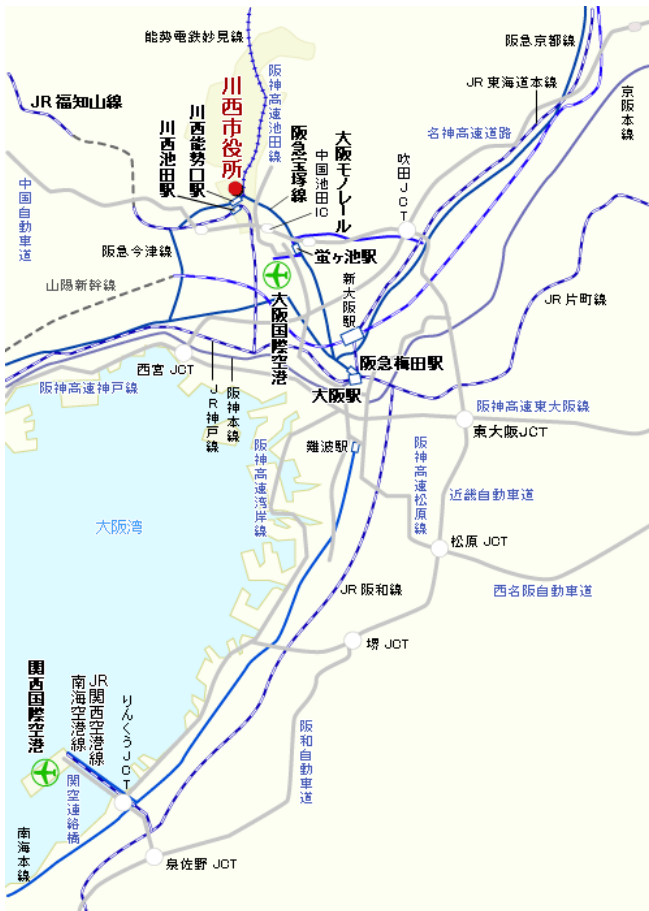 能勢電鉄妙見線
阪急京都線
JR福知山線
阪神高速池田線
JR東海道本線
京阪本線
川西市役所
川西能勢口駅
川西池田駅
阪急宝塚線
大阪モノレール
中国池田IC
名神高速道路
吹田JCT
中国自動車道
阪急今津線
蛍ヶ池駅
山陽新幹線
新大阪駅
JR片町線
大阪国際空港
西宮JCT
阪急梅田駅
大阪駅
阪神高速神戸線
JR神戸線
阪神本線
阪神高速東大阪線
東大阪JCT
難波駅
阪神高速湾岸線
阪神高速松原線
近畿自動車道
大阪湾
松原JCT
JR阪和線
西名阪自動車道
堺JCT
関西国際空港
南海空港線
JR関西空港線
りんくうJCT
阪和自動車道
関空連絡橋
南海本線
泉佐野JCT